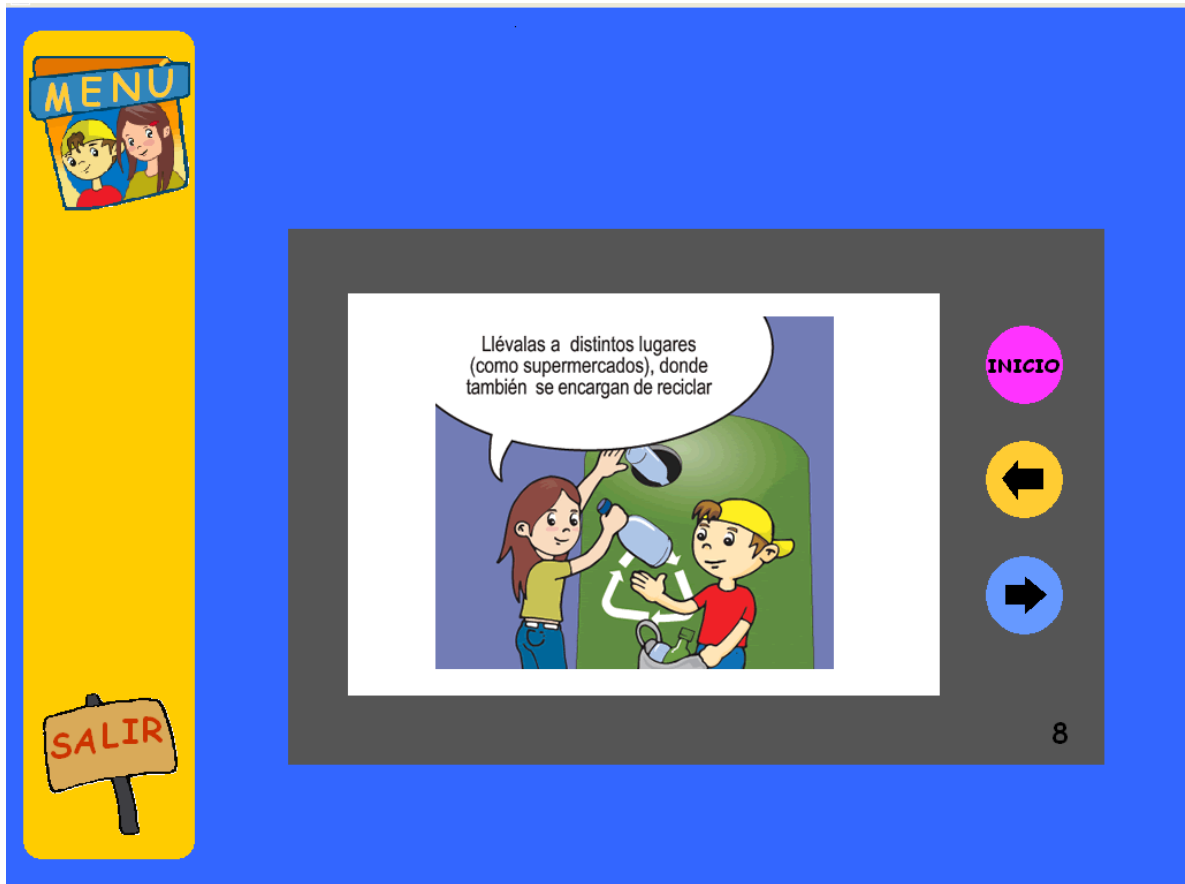 MENÚ
Llévalas a distintos lugares
(como supermercados), donde
también se encargan de reciclar
INICIO
SALIR
8